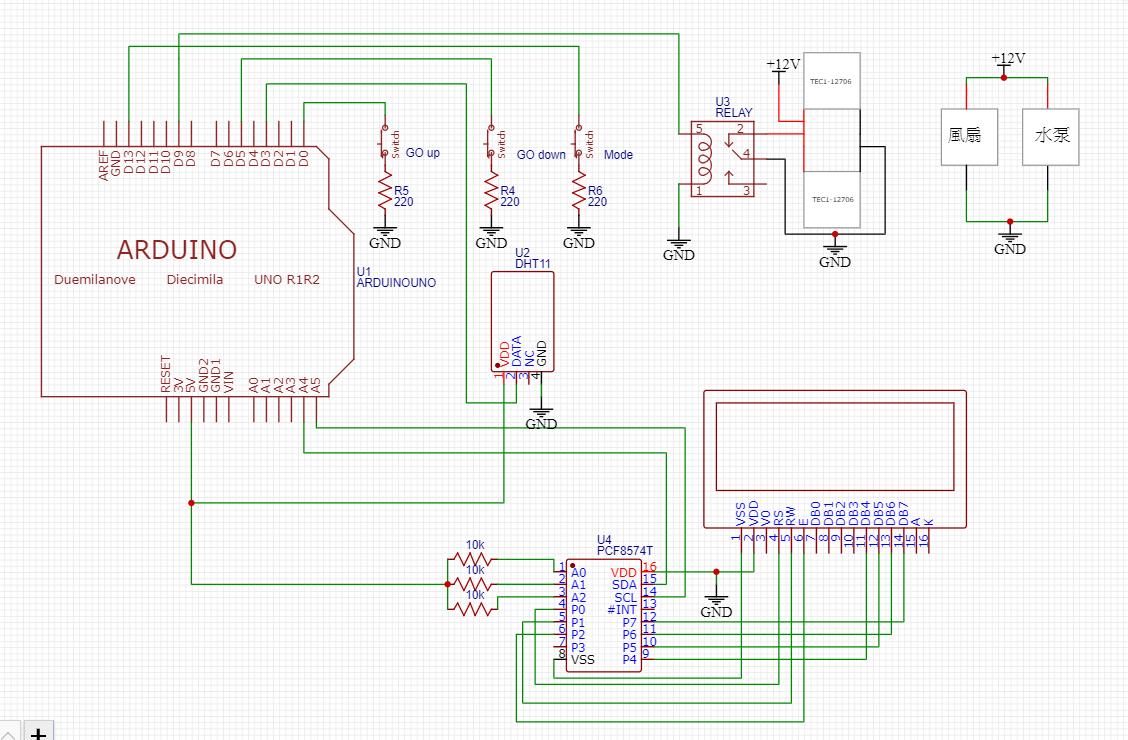 +12V
+12V
TEC1-12706
U3
RELAY
5
2
4
1
3
風扇
水泵
TEC1-12706
GND
GND
GND
AREF
GND
D13
D12
D11
D10
D9
D8
D7
D6
D5
D4
D3
D2
D1
D0
Switch
GO up
Switch
GO down
Switch
Mode
R5
220
R4
220
R6
220
GND
GND
GND
ARDUINO
Duemilanove
Diecimila
UNO R1R2
U1
ARDUINOUNO
U2
DHT11
VDD
DATA
NC
GND
1
2
3
4
GND
RESET
3V
5V
GND2
GND1
VIN
A0
A1
A2
A3
A4
A5
VSS
VDD
V0
RS
RW
E
DB0
DB1
DB2
DB3
DB4
DB5
DB6
DB7
A
K
1
2
3
4
5
6
7
8
9
10
11
12
13
14
15
16
10k
10k
10k
U4
PCF8574T
1 A0 VDD 16
2 A1 SDA 15
3 A2 SCL 14
4 P0 #INT 13
5 P1 P7 12
6 P2 P6 11
7 P3 P5 10
8 VSS P4 9
GND